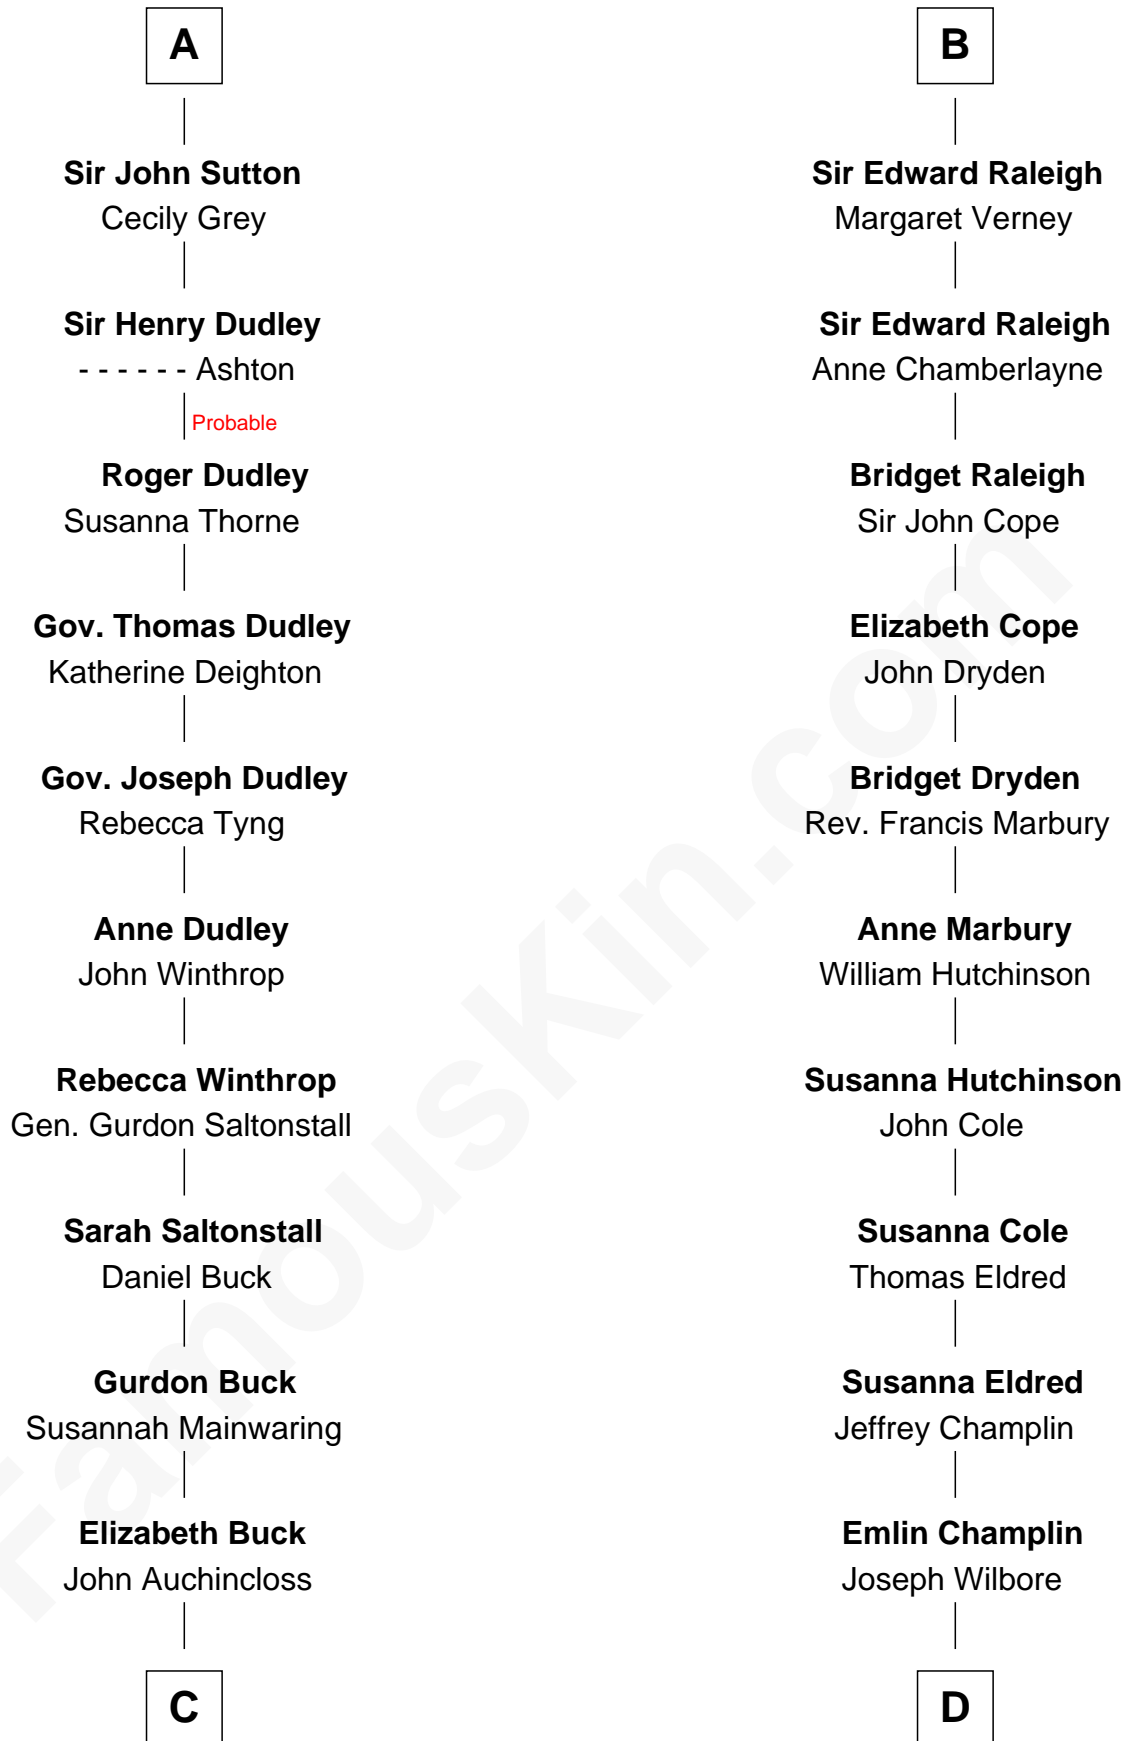 A
Sir John Sutton
Cecily Grey
Sir Henry Dudley
- - - - - - Ashton
Probable
Roger Dudley
Susanna Thorne
Gov. Thomas Dudley
Katherine Deighton
Gov. Joseph Dudley
Rebecca Tyng
Anne Dudley
John Winthrop
Rebecca Winthrop
Gen. Gurdon Saltonstall
Sarah Saltonstall
Daniel Buck
Gurdon Buck
Susannah Mainwaring
Elizabeth Buck
John Auchincloss
C
B
Sir Edward Raleigh
Margaret Verney
Sir Edward Raleigh
Anne Chamberlayne
Bridget Raleigh
Sir John Cope
Elizabeth Cope
John Dryden
Bridget Dryden
Rev. Francis Marbury
Anne Marbury
William Hutchinson
Susanna Hutchinson
John Cole
Susanna Cole
Thomas Eldred
Susanna Eldred
Jeffrey Champlin
Emlin Champlin
Joseph Wilbore
D
FamousKin.com